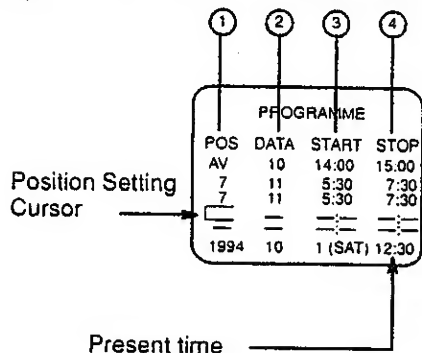 1 2 3 4
PROGRAMME
POS DATA START STOP
AV 10 14:00 15:00
7 11 5:30 7:30
7 11 5:30 7:30
Position Setting
Cursor
-- -- --:-- --:--
-- -- --:-- --:--
1994 10 1 (SAT) 12:30
Present time